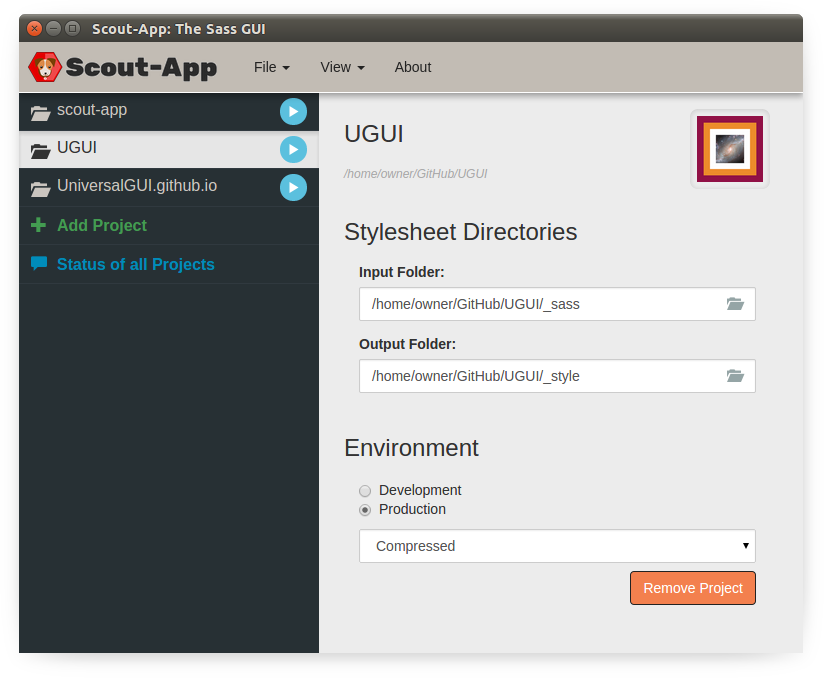 Scout-App: The Sass GUI
Scout-App File View About
scout-app
UGUI
UniversalGUI.github.io
Add Project
Status of all Projects
UGUI
/home/owner/GitHub/UGUI
Stylesheet Directories
Input Folder:
/home/owner/GitHub/UGUI/_sass
Output Folder:
/home/owner/GitHub/UGUI/_style
Environment
Development
Production
Compressed
Remove Project